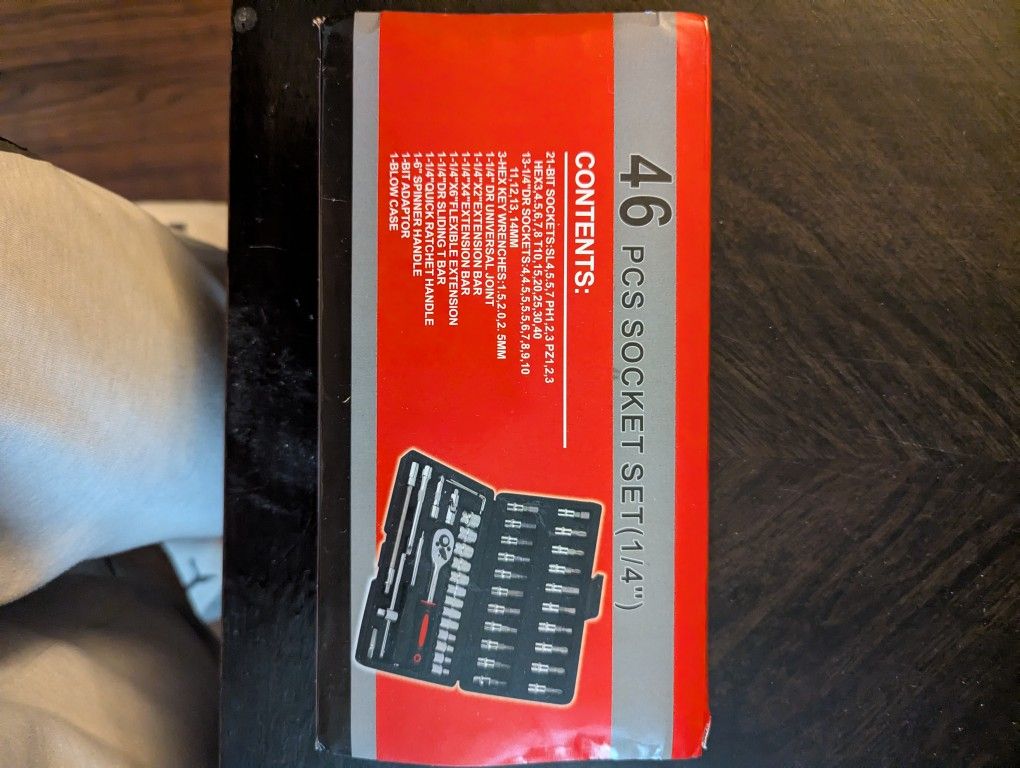 46 PCS SOCKET SET(1/4")
CONTENTS:
21-BIT SOCKETS:SL4,5.5,7 PH1,2,3 PZ1,2,3
HEX3,4,5,6,7,8 T10,15,20,25,30,40
13-1/4"DR SOCKETS:4,4.5,5,5.5,6,7,8,9,10
11,12,13, 14MM
3-HEX KEY WRENCHES:1.5,2.0,2. 5MM
1-1/4" DR UNIVERSAL JOINT
1-1/4"X2"EXTENSION BAR
1-1/4"X4"EXTENSION BAR
1-1/4"X6"FLEXIBLE EXTENSION
1-1/4"DR SLIDING T BAR
1-1/4"QUICK RATCHET HANDLE
1-6" SPINNER HANDLE
1-BIT ADAPTOR
1-BLOW CASE